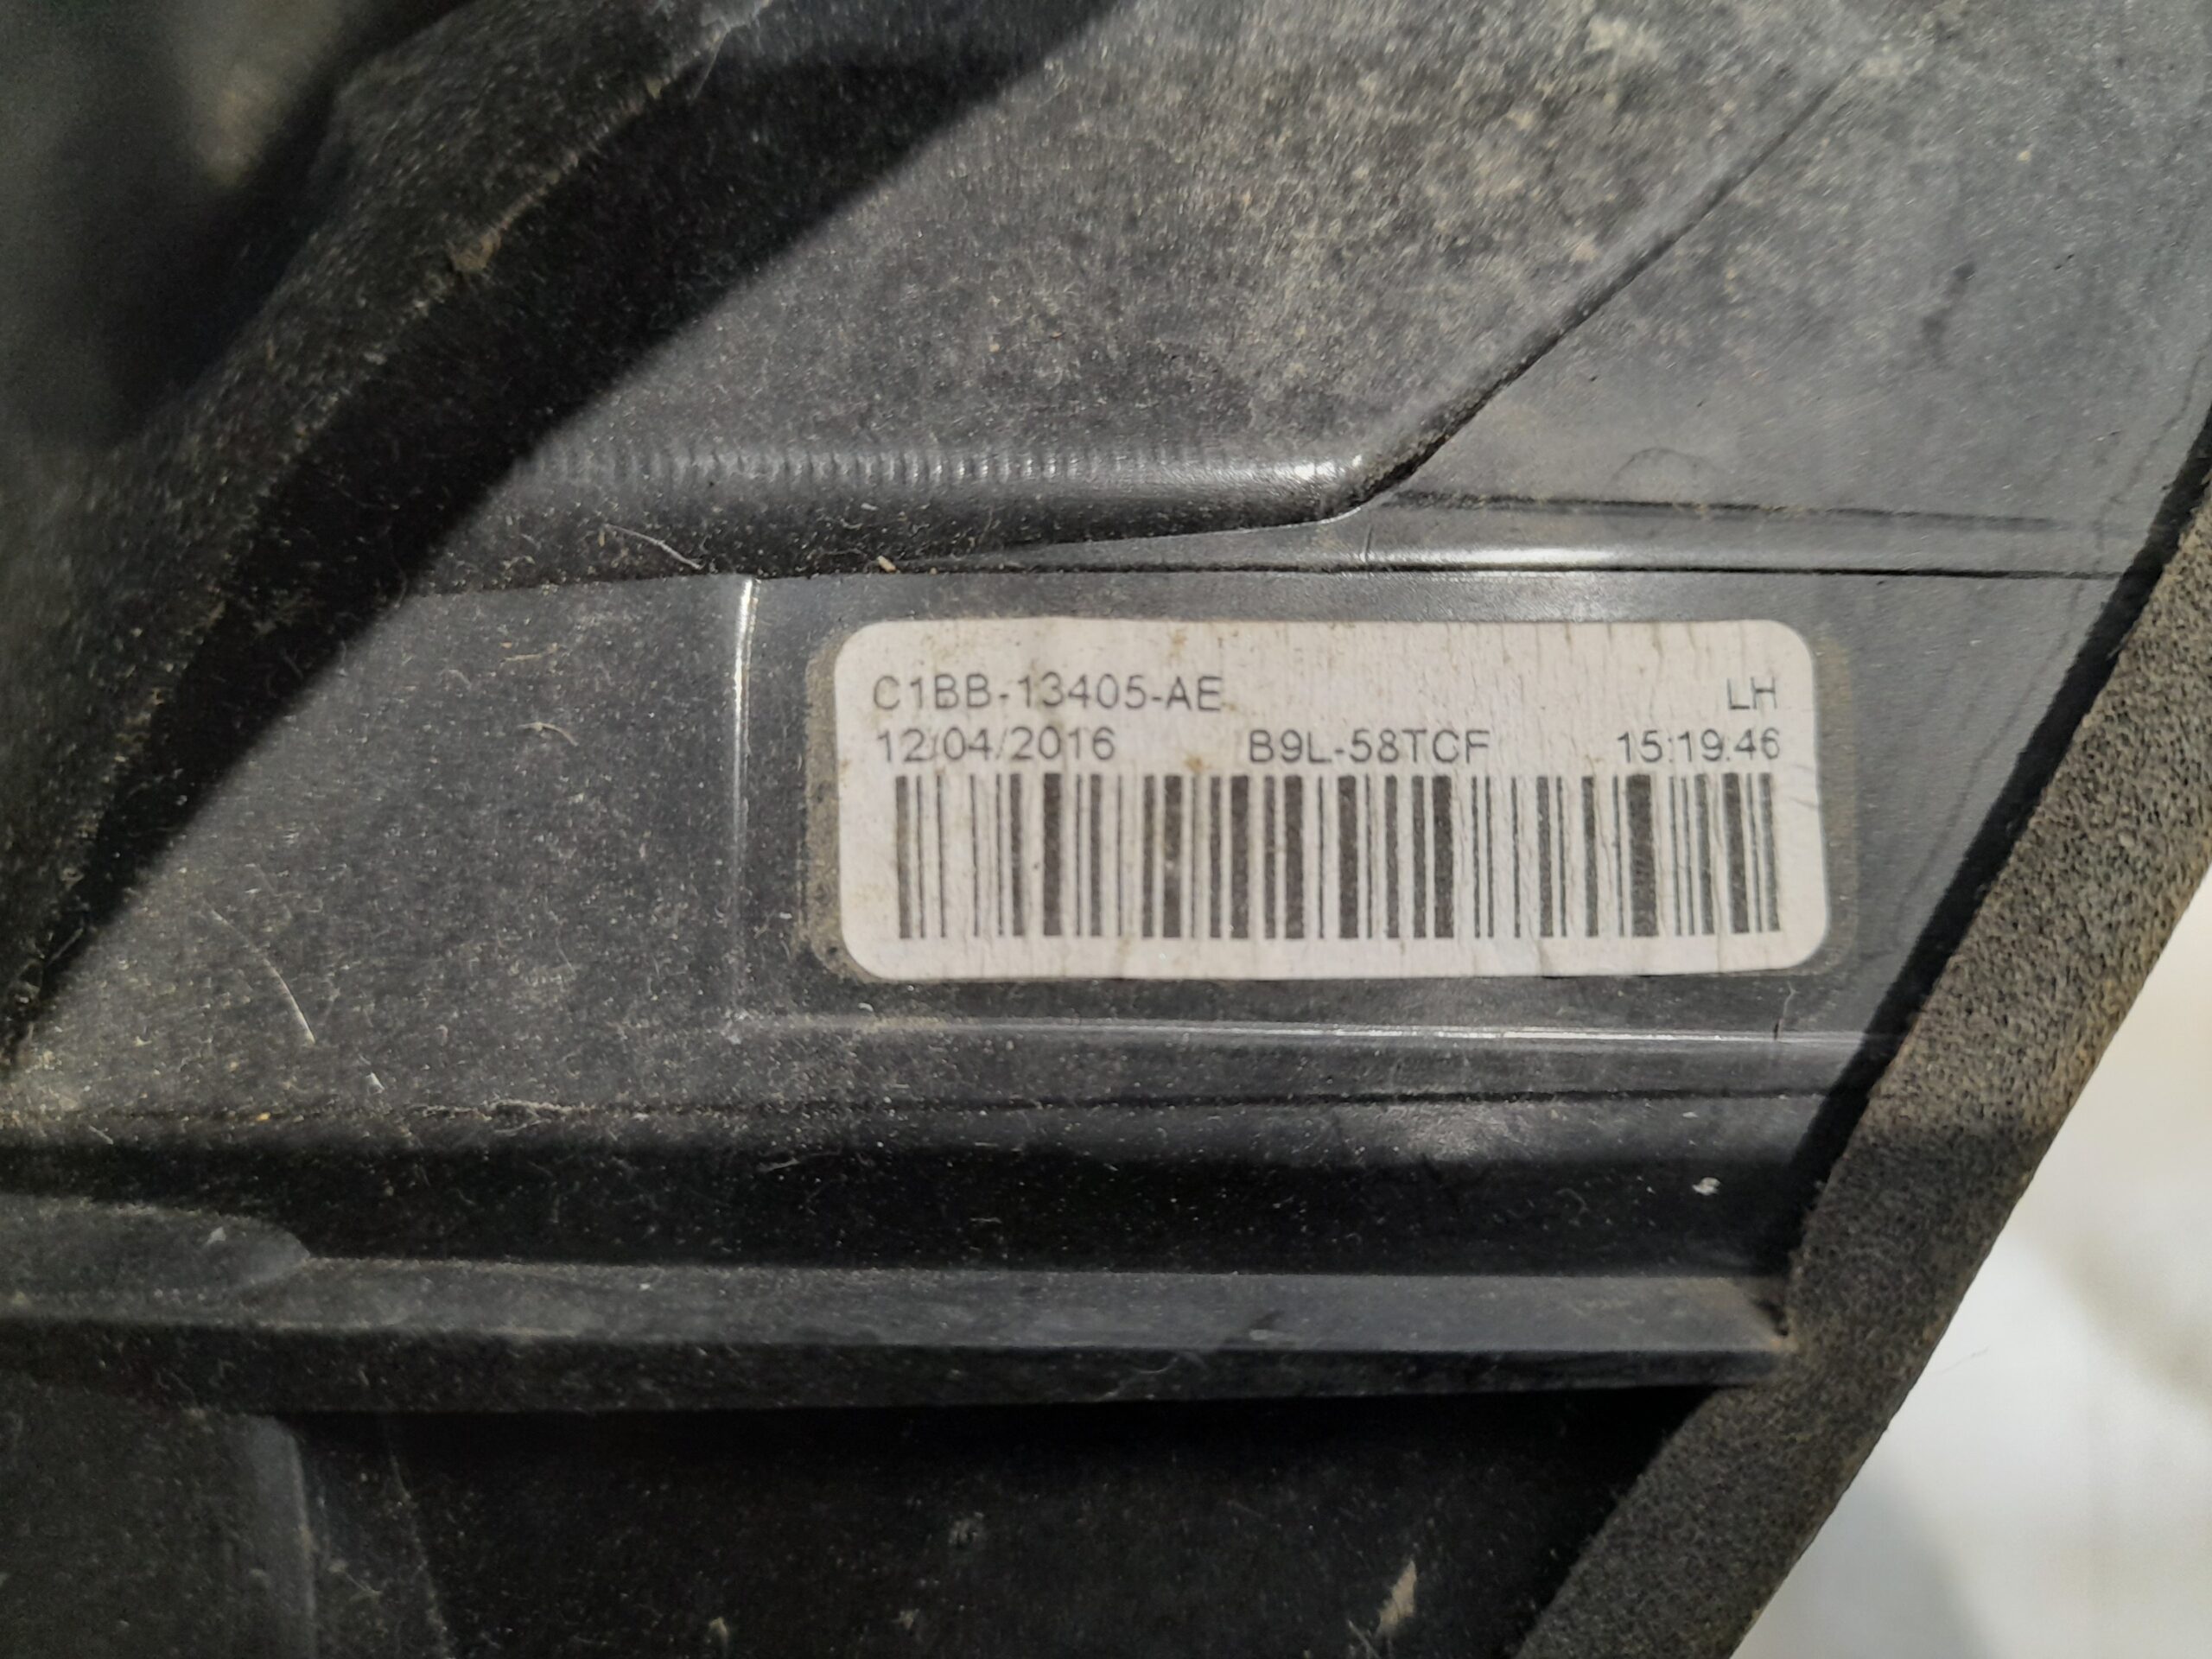 C1BB-13405-AE LH
12/04/2016 B9L-58TCF 15:19:46